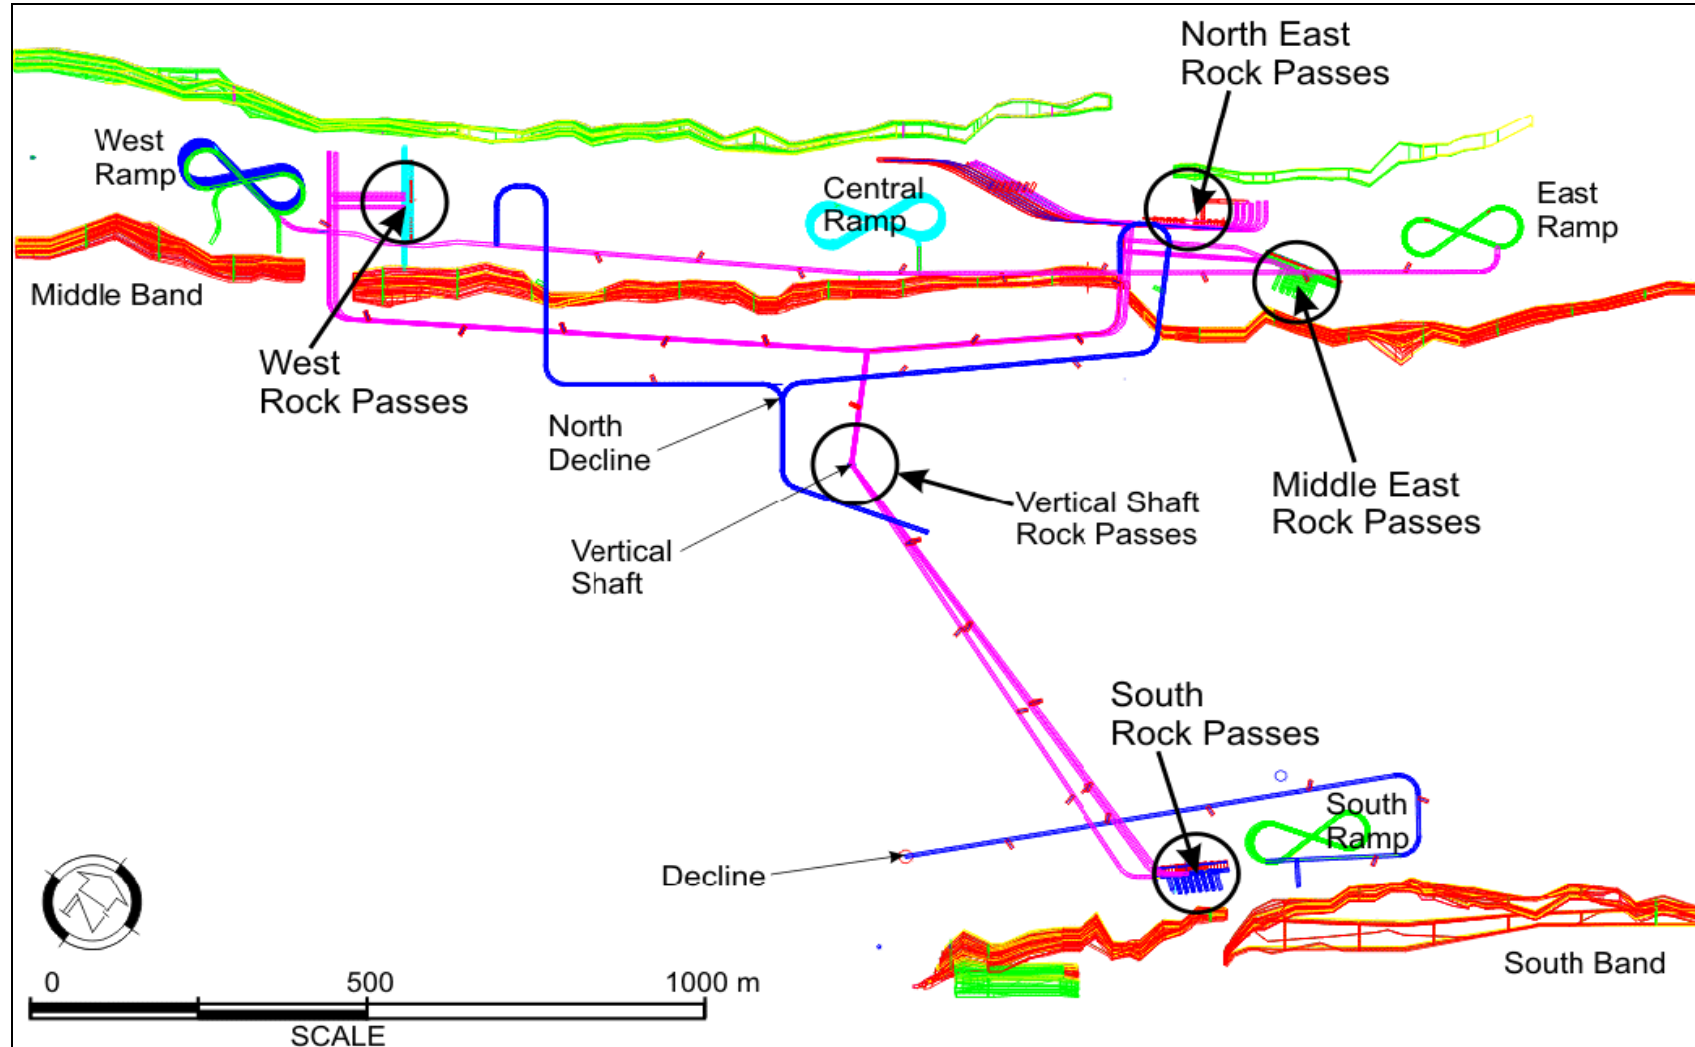 North East
Rock Passes
West
Ramp
Central
Ramp
East
Ramp
Middle Band
West
Rock Passes
North
Decline
Middle East
Rock Passes
Vertical Shaft
Rock Passes
Vertical
Shaft
South
Rock Passes
South
Ramp
Decline
South Band
0 500 1000 m
SCALE